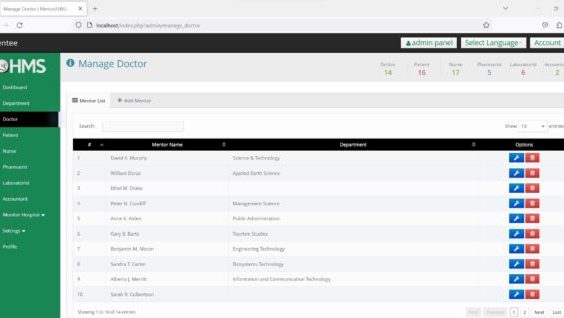 Manage Doctor | Mentor(UWU)
localhost/index.php?admin/manage_doctor
entee
admin panel
Select Language
Account
HMS
Manage Doctor
Doctor
14
Patient
16
Nurse
17
Pharmacist
5
Laboratorist
6
Accounta
2
Dashboard
Department
Doctor
Patient
Nurse
Pharmacist
Laboratorist
Accountant
Monitor Hospital
Settings
Profile
Mentor List
Add Mentor
Search:
Show 10 entries
# Mentor Name Department Options
1 David A. Murphy Science & Technology
2 William Applied Earth Science
3 Ethel M. Drake
4 Peter N. Cundiff Management Science
5 Anne K. Alden Public Administration
6 Gary B. Bartz Tourism Studies
7 Benjamin M. Engineering Technology
8 Sandra T. Carter Biosystems Technology
9 Alberto J. Merritt Information and Communication Technology
10 Sarah R. Culbertson
Showing 1 to 10 of 14 entries
First Previous 1 2 Next Last